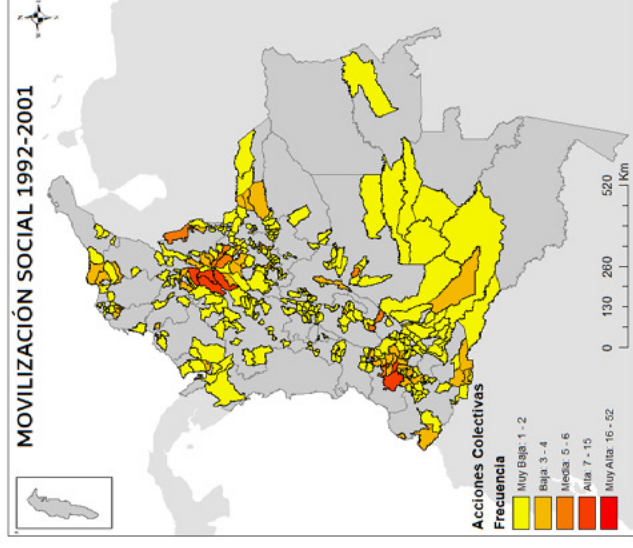 MOVILIZACIÓN SOCIAL 1992-2001
Acciones Colectivas
Frecuencia
Muy Baja: 1 - 2
Baja: 3 - 4
Media: 5 - 6
Alta: 7 - 15
Muy Alta: 16 - 52
0 130 260 520
Km